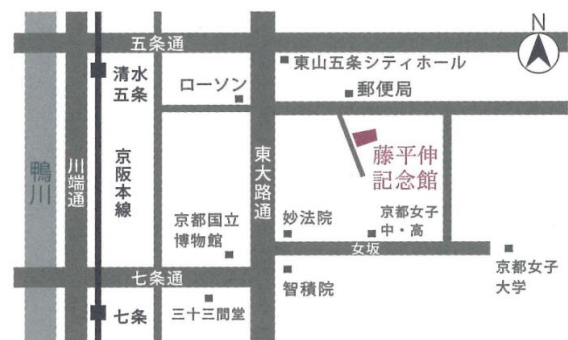 N
五条通
東山五条シティホール
清水
五条
ローソン
郵便局
鴨川
川端通
京阪本線
東大路通
藤平伸
記念館
京都国立
博物館
妙法院
京都女子
中・高
女坂
京都女子
大学
七条通
智積院
七条
三十三間堂